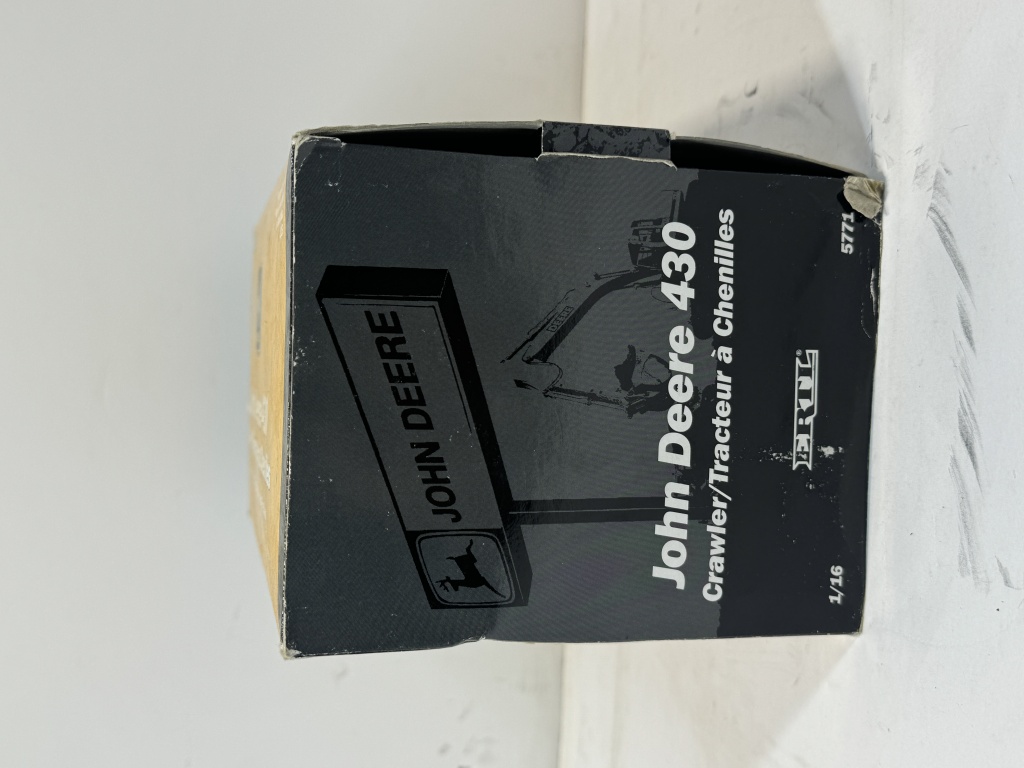 JOHN DEERE
John Deere 430
Crawler/Tracteur à Chenilles
ERTL®
1/16
5771